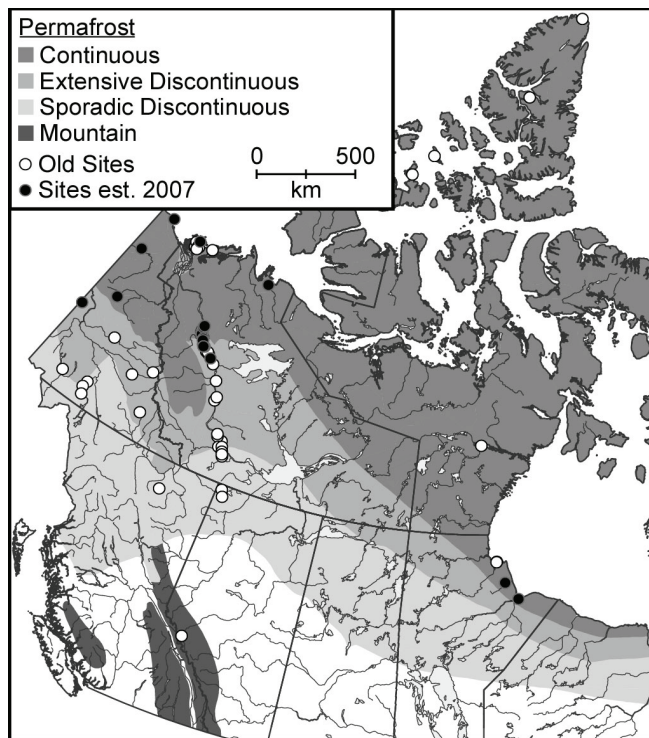 Permafrost
Continuous
Extensive Discontinuous
Sporadic Discontinuous
Mountain
Old Sites
Sites est. 2007
0 500
km